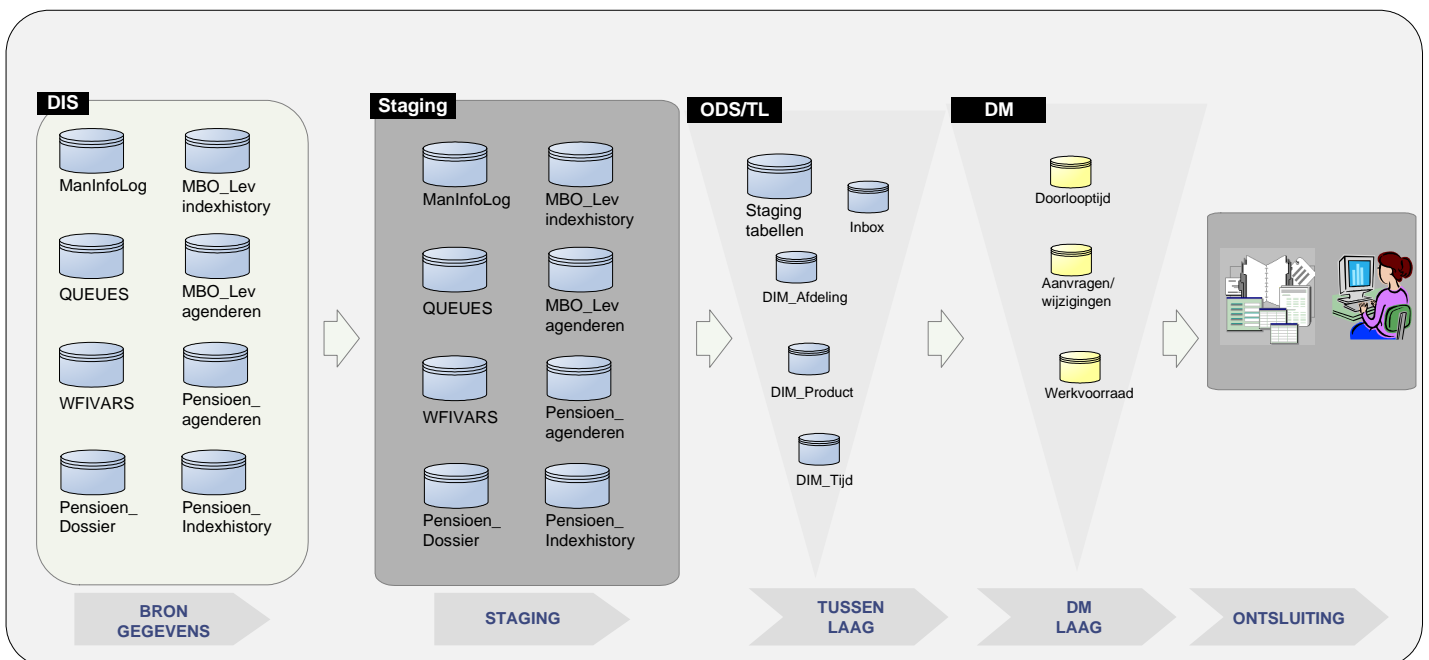 DIS
ManInfoLog
MBO_Lev
indexhistory
QUEUES
MBO_Lev
agenderen
WFIVARS
Pensioen_
agenderen
Pensioen_
Dossier
Pensioen_
Indexhistory
Staging
ManInfoLog
MBO_Lev
indexhistory
QUEUES
MBO_Lev
agenderen
WFIVARS
Pensioen_
agenderen
Pensioen_
Dossier
Pensioen_
Indexhistory
ODS/TL
Staging
tabellen
Inbox
DIM_Afdeling
DIM_Product
DIM_Tijd
DM
Doorlooptijd
Aanvragen/
wijzigingen
Werkvoorraad
BRON
GEGEVENS
STAGING
TUSSEN
LAAG
DM
LAAG
ONTSLUITING